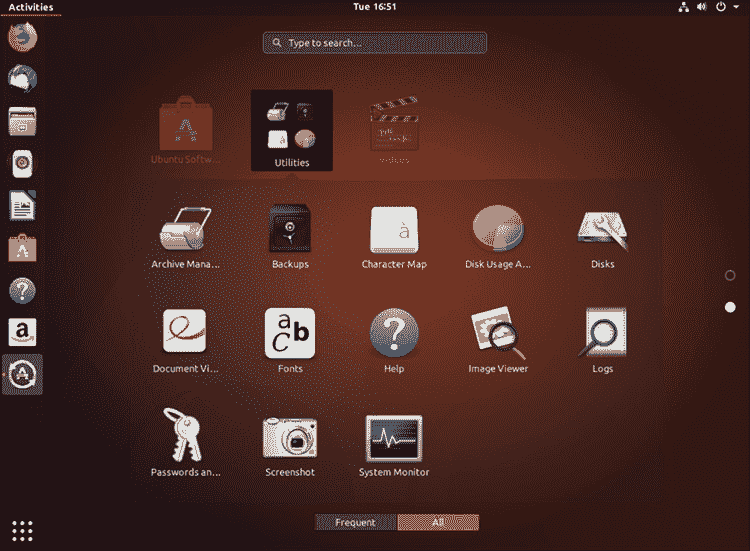 Activities
Tue 16:51
Type to search...
Ubuntu Softw...
Utilities
Archive Mana...
Backups
Character Map
Disk Usage A...
Disks
Document Vi...
Fonts
Help
Image Viewer
Logs
Passwords an...
Screenshot
System Monitor
Frequent
All